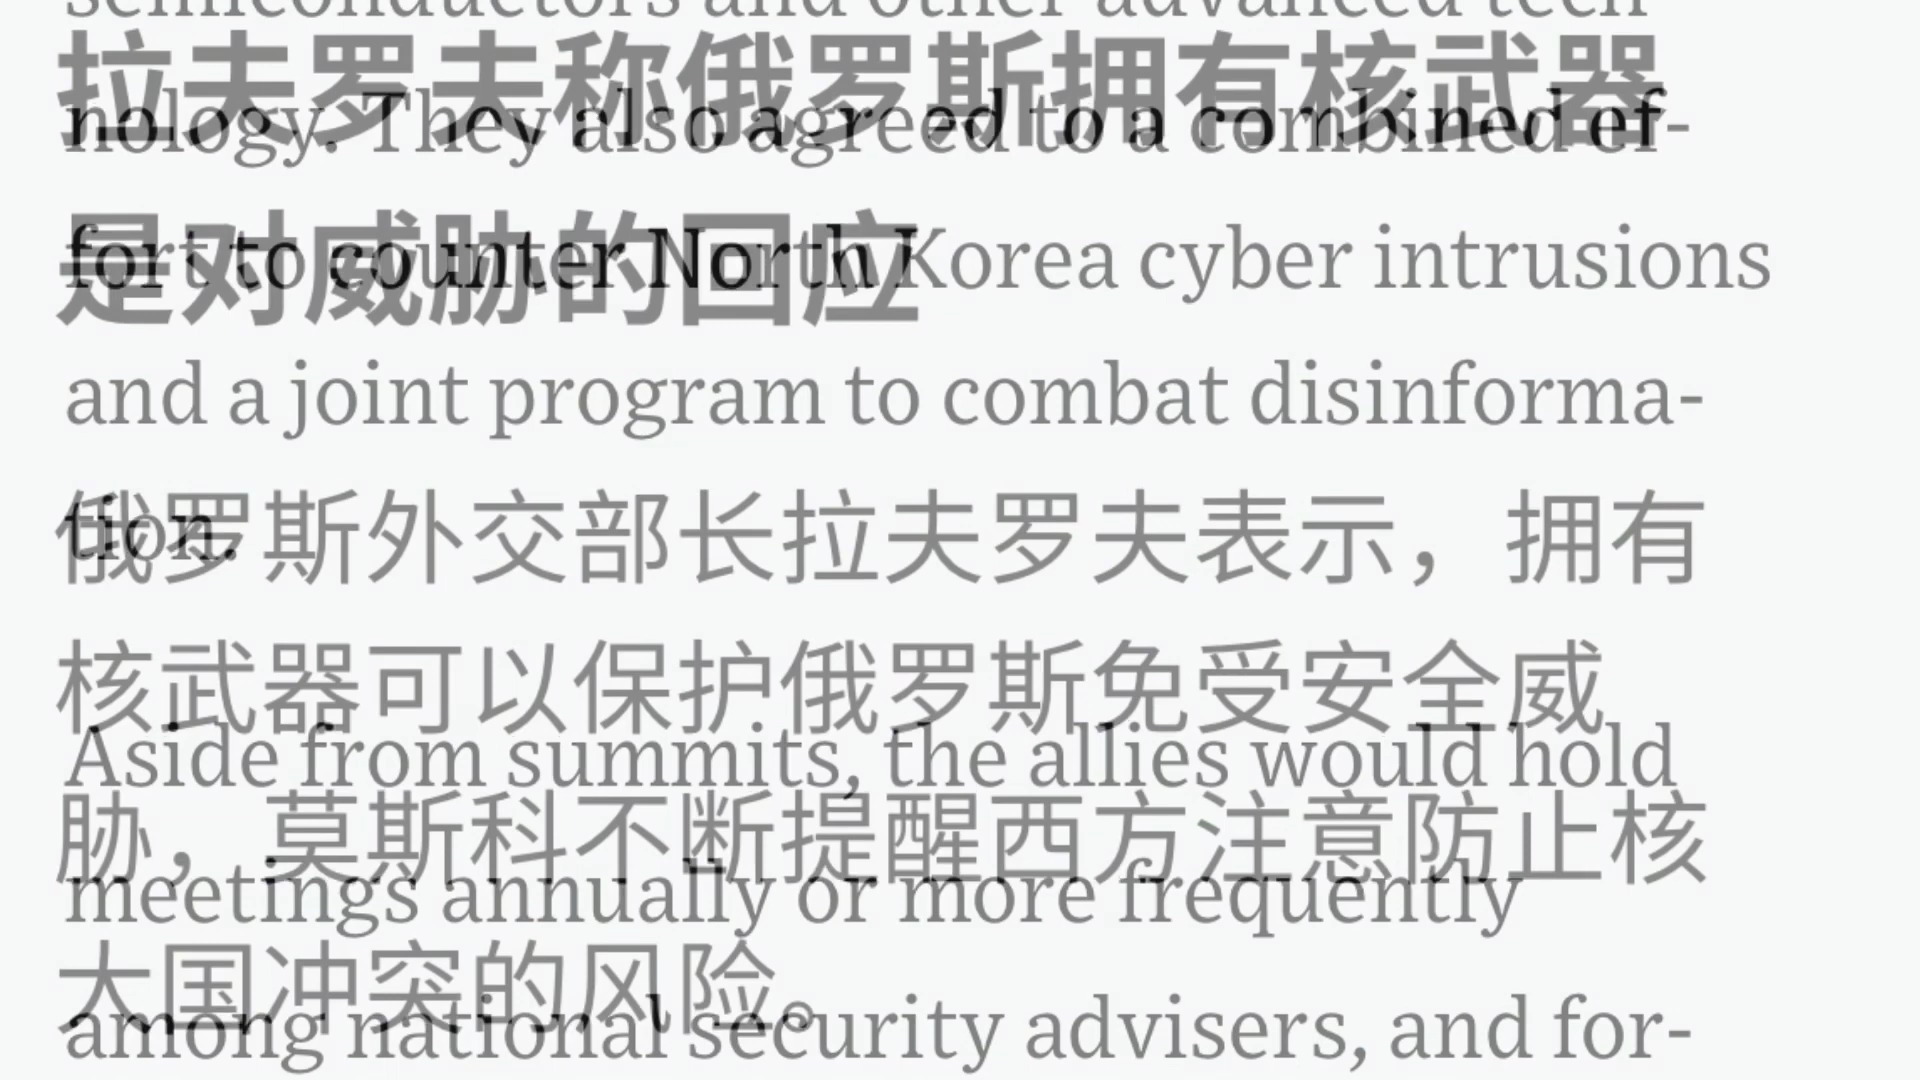 semiconductors and other advanced tech-
nology. They also agreed to a combined ef-
fort to counter North Korea cyber intrusions
and a joint program to combat disinforma-
tion.
Aside from summits, the allies would hold
meetings annually or more frequently
among national security advisers, and for-
拉夫罗夫称俄罗斯拥有核武器
是对威胁的回应
俄罗斯外交部长拉夫罗夫表示，拥有
核武器可以保护俄罗斯免受安全威
胁，莫斯科不断提醒西方注意防止核
大国冲突的风险。